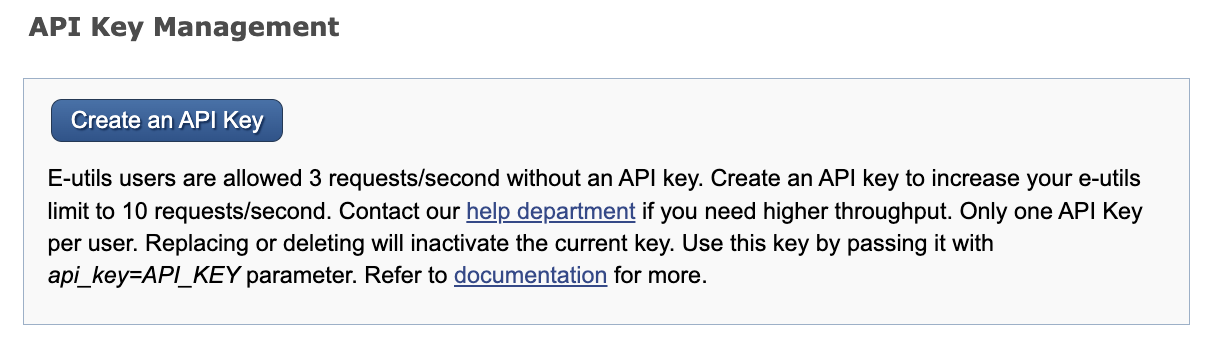 API Key Management
Create an API Key
E-utils users are allowed 3 requests/second without an API key. Create an API key to increase your e-utils
limit to 10 requests/second. Contact our help department if you need higher throughput. Only one API Key
per user. Replacing or deleting will inactivate the current key. Use this key by passing it with
api_key=API_KEY parameter. Refer to documentation for more.